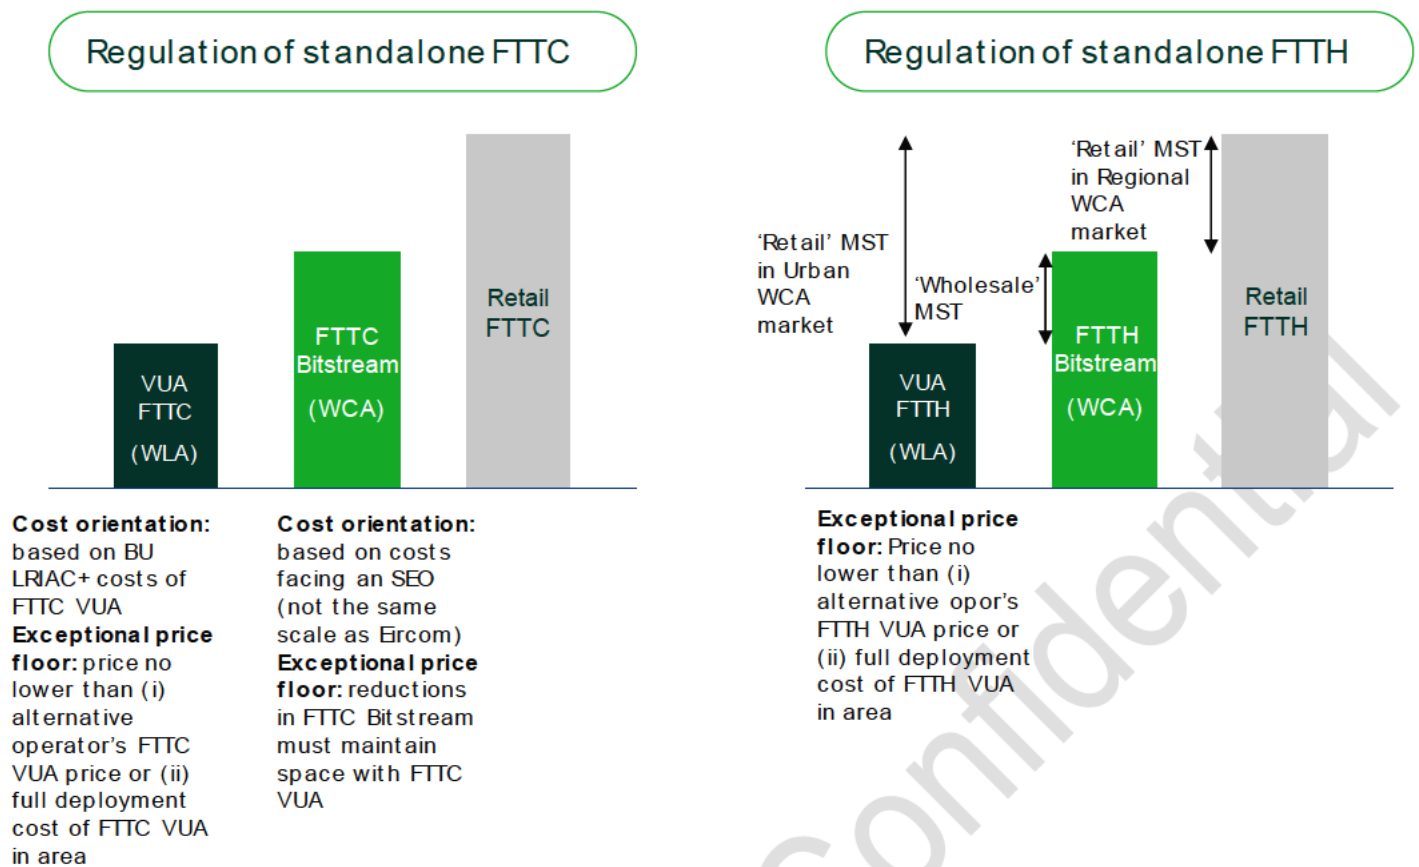 Regulation of standalone FTTC
VUA
FTTC
(WLA)
FTTC
Bitstream
(WCA)
Retail
FTTC
Cost orientation:
based on BU
LRIAC+ costs of
FTTC VUA
Exceptional price
floor: price no
lower than (i)
alternative
operator's FTTC
VUA price or (ii)
full deployment
cost of FTTC VUA
in area
Cost orientation:
based on costs
facing an SEO
(not the same
scale as Eircom)
Exceptional price
floor: reductions
in FTTC Bitstream
must maintain
space with FTTC
VUA
Regulation of standalone FTTH
'Retail' MST
in Urban
WCA
market
'Wholesale'
MST
'Retail' MST
in Regional
WCA
market
VUA
FTTH
(WLA)
FTTH
Bitstream
(WCA)
Retail
FTTH
Exceptional price
floor: Price no
lower than (i)
alternative opor's
FTTH VUA price or
(ii) full deployment
cost of FTTH VUA
in area
Confidential